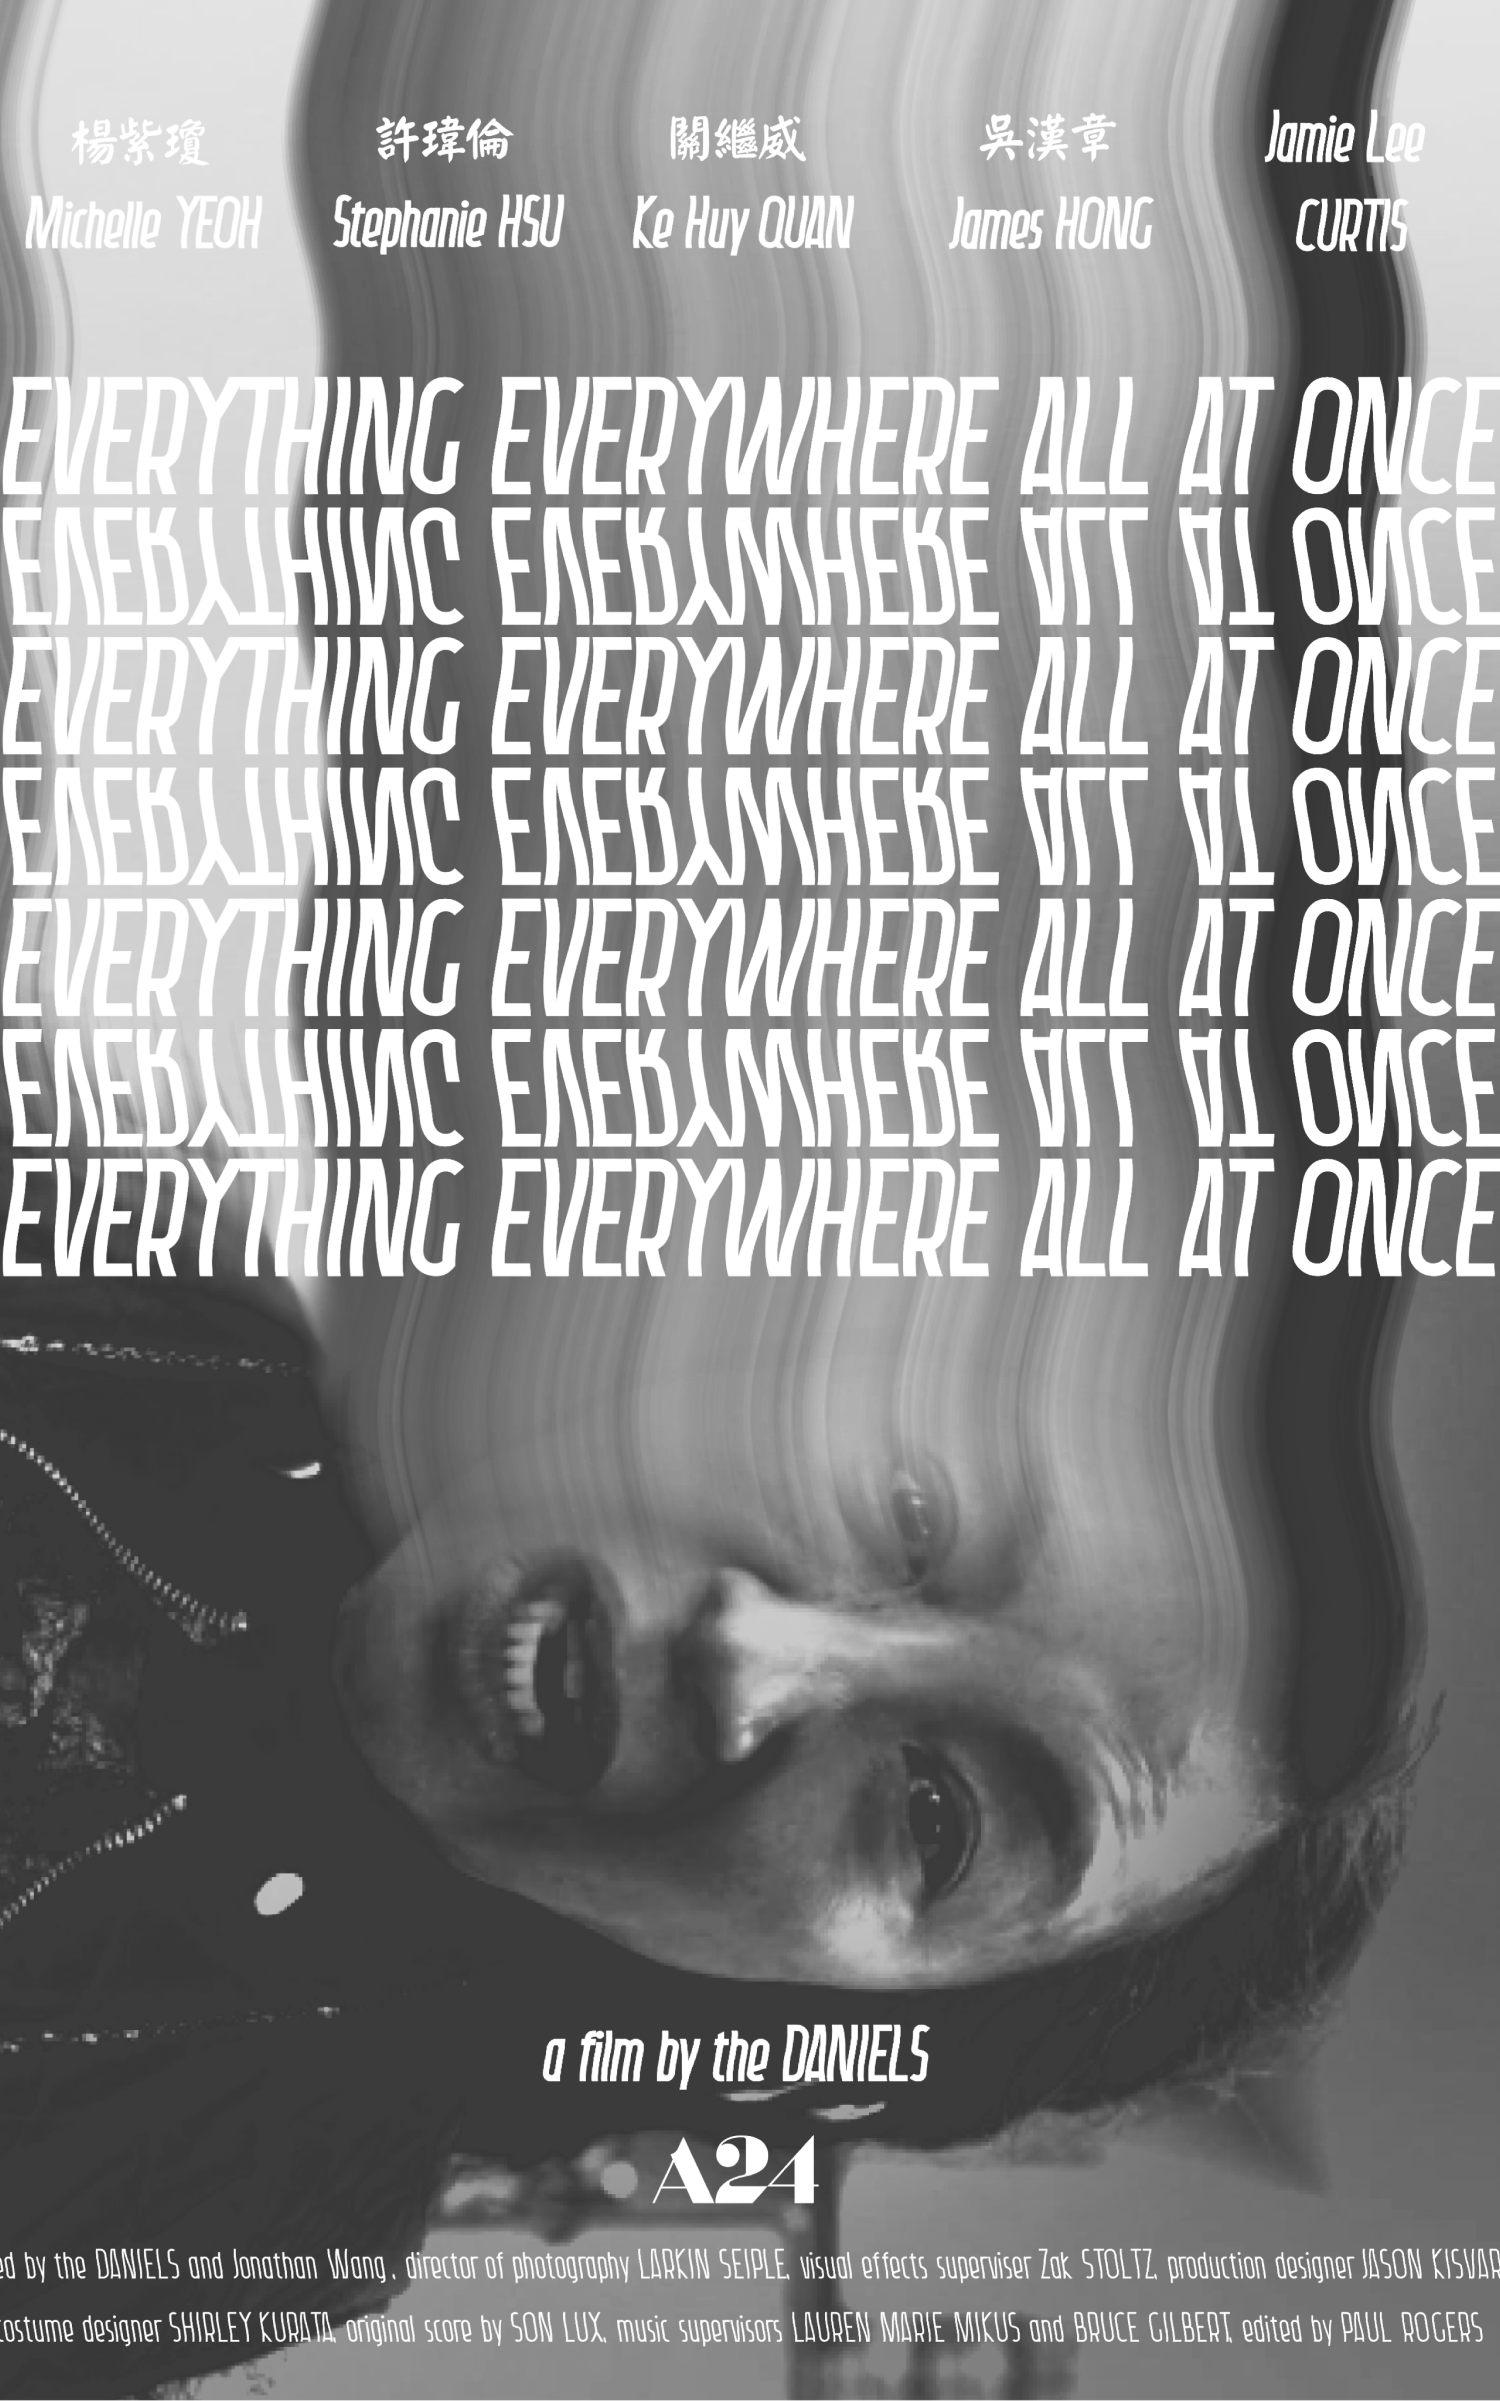 楊紫瓊 許瑋倫 關繼威 吳漢章 Jamie Lee
Michelle YEOH Stephanie HSU Ke Huy QUAN James HONG CURTIS
EVERYTHING EVERYWHERE ALL AT ONCE
EVERYTHING EVERYWHERE ALL AT ONCE
EVERYTHING EVERYWHERE ALL AT ONCE
EVERYTHING EVERYWHERE ALL AT ONCE
EVERYTHING EVERYWHERE ALL AT ONCE
EVERYTHING EVERYWHERE ALL AT ONCE
EVERYTHING EVERYWHERE ALL AT ONCE
a film by the DANIELS
A24
by the DANIELS and Jonathan Wang, director of photography LARKIN SEIPLE, visual effects superviser Zak STOLTZ, production designer JASON
costume designer SHIRLEY KURATA, original score by SON LUX, music supervisors LAUREN MARIE MIKUS and BRUCE GILBERT, edited by PAUL ROGERS